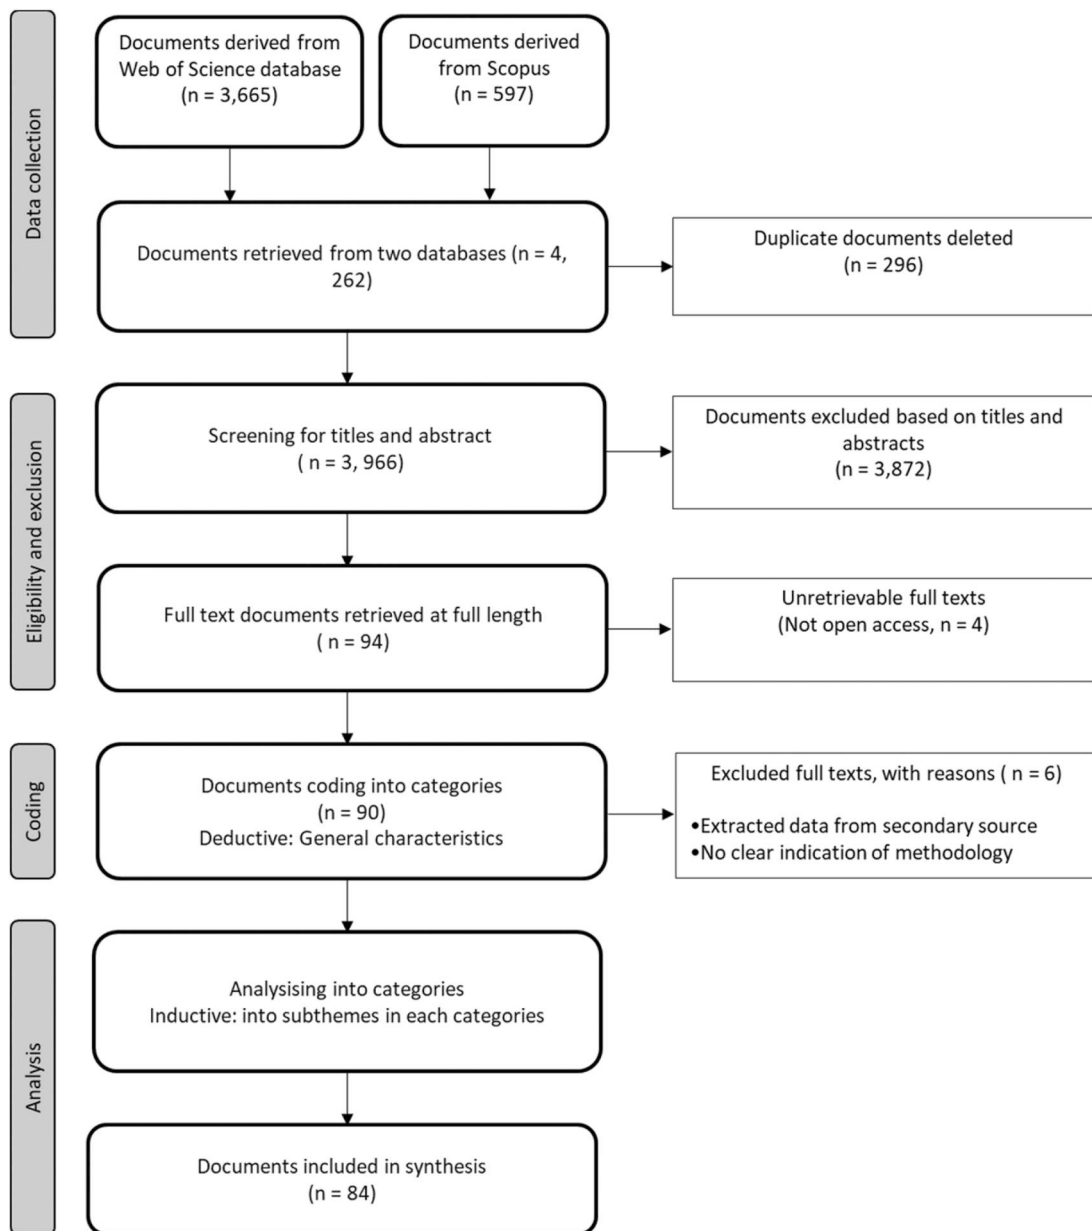 Data collection
Documents derived from
Web of Science database
(n = 3,665)
Documents derived
from Scopus
(n = 597)
Documents retrieved from two databases (n = 4,
262)
Duplicate documents deleted
(n = 296)
Eligibility and exclusion
Screening for titles and abstract
( n = 3, 966)
Documents excluded based on titles and
abstracts
(n = 3,872)
Full text documents retrieved at full length
( n = 94)
Unretrievable full texts
(Not open access, n = 4)
Coding
Documents coding into categories
(n = 90)
Deductive: General characteristics
Excluded full texts, with reasons ( n = 6)
•Extracted data from secondary source
•No clear indication of methodology
Analysis
Analysising into categories
Inductive: into subthemes in each categories
Documents included in synthesis
(n = 84)